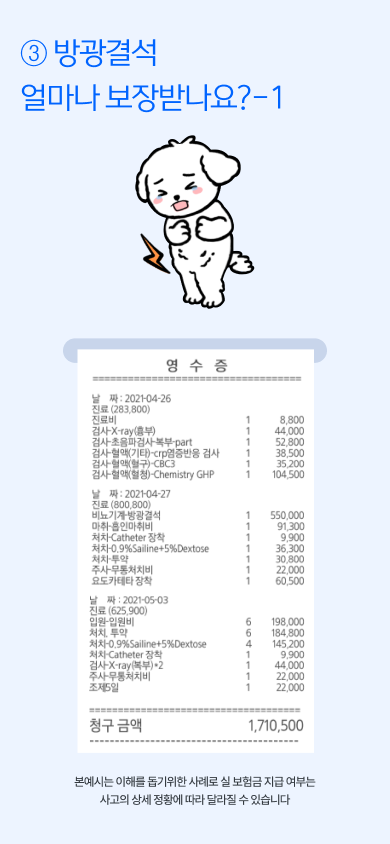 ③ 방광결석
얼마나 보장받나요?-1
영 수 증
==================================
날 짜 : 2021-04-26
진료 (283,800)
진료비 1 8,800
검사-X-ray(흉부) 1 44,000
검사-초음파검사-복부-part 1 52,800
검사-혈액(기타)-crp염증반응 검사 1 38,500
검사-혈액(혈구)-CBC3 1 35,200
검사-혈액(혈청)-Chemistry GHP 1 104,500
날 짜 : 2021-04-27
진료 (800,800)
비뇨기계-방광결석 1 550,000
마취-흡인마취비 1 91,300
처치-Catheter 장착 1 9,900
처치-0.9%Sailine+5%Dextose 1 36,300
처치-투약 1 30,800
주사-무통처치비 1 22,000
요도카테타 장착 1 60,500
날 짜 : 2021-05-03
진료 (625,900)
입원-입원비 6 198,000
처치, 투약 6 184,800
처치-0.9%Sailine+5%Dextose 4 145,200
처치-Catheter 장착 1 9,900
검사-X-ray(복부)*2 1 44,000
주사-무통처치비 1 22,000
조제5일 1 22,000
==================================
청구 금액 1,710,500
----------------------------------------
본예시는 이해를 돕기위한 사례로 실 보험금 지급 여부는
사고의 상세 정황에 따라 달라질 수 있습니다